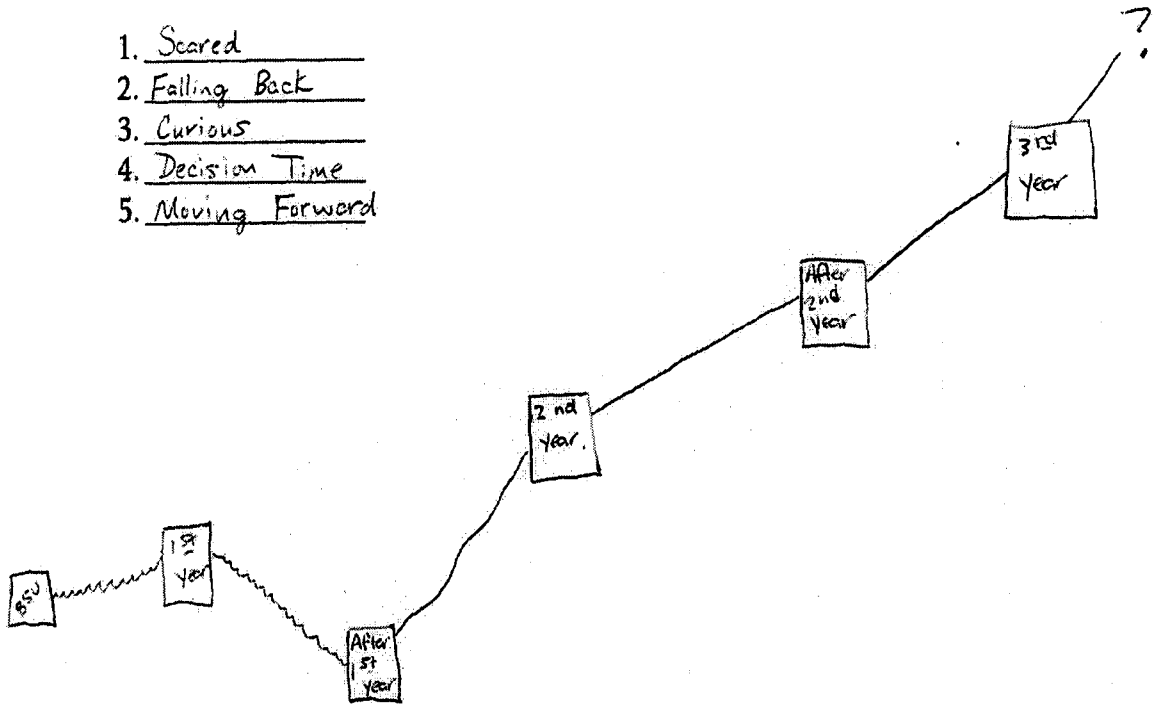 1. Scared
2. Falling Back
3. Curious
4. Decision Time
5. Moving Forward
?
3rd
year
After
2nd
year
2nd
year.
1st
year
BSU
After
1st
year